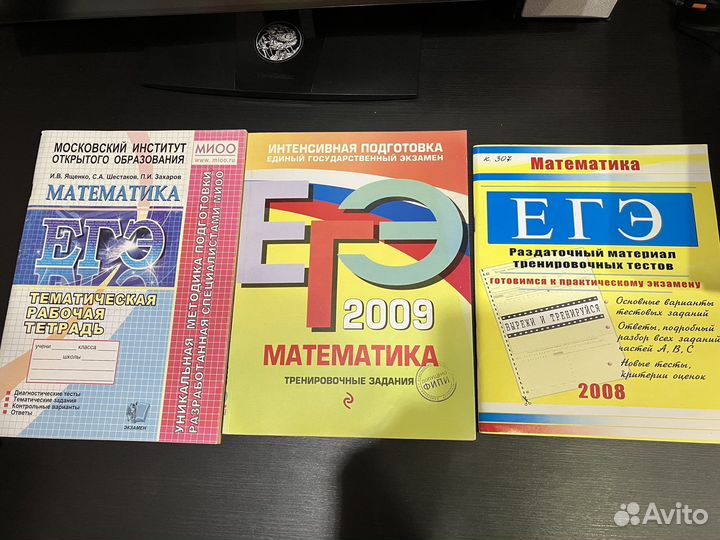 МОСКОВСКИЙ ИНСТИТУТ
ОТКРЫТОГО ОБРАЗОВАНИЯ
МИОО
www.mioo.ru
И.В. Ященко, С.А. Шестаков, П.И. Захаров
МАТЕМАТИКА
ЕГЭ
ТЕМАТИЧЕСКАЯ
РАБОЧАЯ
ТЕТРАДЬ
учени
класса
школы
Диагностические тесты
Тематические задания
Контрольные варианты
Ответы
ЭКЗАМЕН
УНИКАЛЬНАЯ МЕТОДИКА ПОДГОТОВКИ,
РАЗРАБОТАННАЯ СПЕЦИАЛИСТАМИ МИОО
ИНТЕНСИВНАЯ ПОДГОТОВКА
ЕДИНЫЙ ГОСУДАРСТВЕННЫЙ ЭКЗАМЕН
ЕГЭ
2009
МАТЕМАТИКА
ТРЕНИРОВОЧНЫЕ ЗАДАНИЯ
ФИПИ
к. 307
Математика
ЕГЭ
Раздаточный материал
тренировочных тестов
готовимся к практическому экзамену
ВЫРЕЖИ И ТРЕНИРУЙСЯ
Основные варианты
тестовых заданий
Ответы, подробный
разбор всех заданий
частей А, В, С
Новые тесты,
критерии оценок
2008
Avito